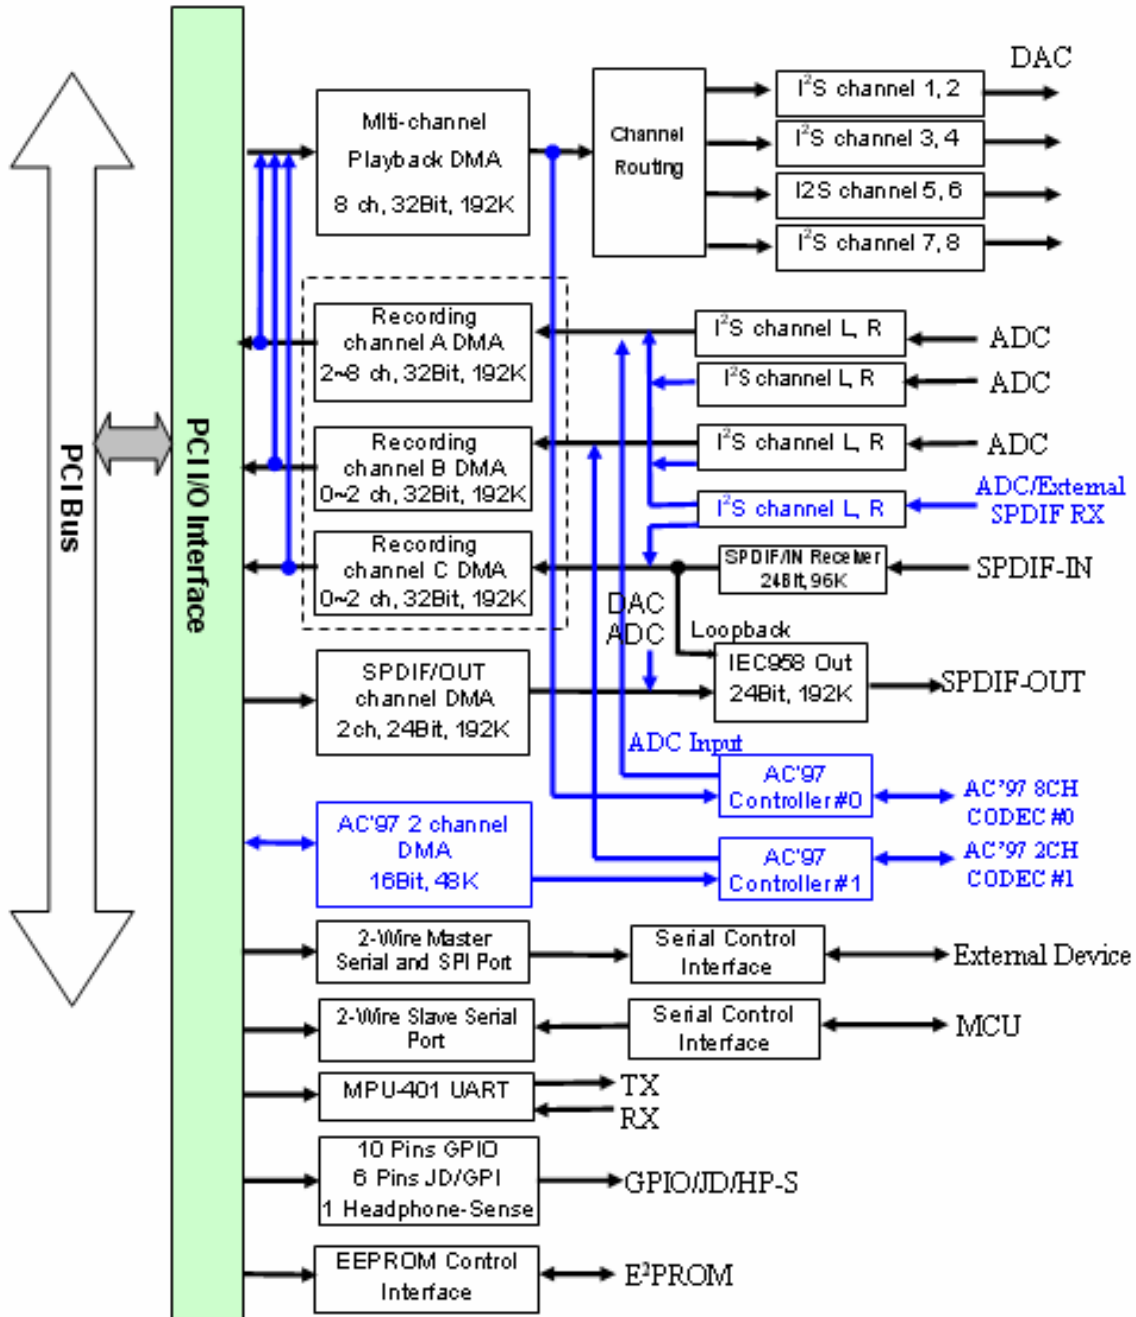 PCI Bus
PCI I/O Interface
Mlti-channel
Playback DMA
8 ch, 32Bit, 192K
Channel
Routing
DAC
I²S channel 1, 2
I²S channel 3, 4
I2S channel 5, 6
I²S channel 7, 8
Recording
channel A DMA
2~8 ch, 32Bit, 192K
I²S channel L, R
ADC
I²S channel L, R
ADC
Recording
channel B DMA
0~2 ch, 32Bit, 192K
I²S channel L, R
ADC
I²S channel L, R
ADC/External
SPDIF RX
Recording
channel C DMA
0~2 ch, 32Bit, 192K
SPDIF/IN Receiver
24Bit, 96K
SPDIF-IN
DAC
ADC
Loopback
SPDIF/OUT
channel DMA
2ch, 24Bit, 192K
IEC958 Out
24Bit, 192K
SPDIF-OUT
ADC Input
AC'97
Controller#0
AC'97 8CH
CODEC #0
AC'97 2 channel
DMA
16Bit, 48K
AC'97
Controller#1
AC'97 2CH
CODEC #1
2-Wire Master
Serial and SPI Port
Serial Control
Interface
External Device
2-Wire Slave Serial
Port
Serial Control
Interface
MCU
MPU-401 UART
TX
RX
10 Pins GPIO
6 Pins JD/GPI
1 Headphone-Sense
GPIO/JD/HP-S
EEPROM Control
Interface
E²PROM